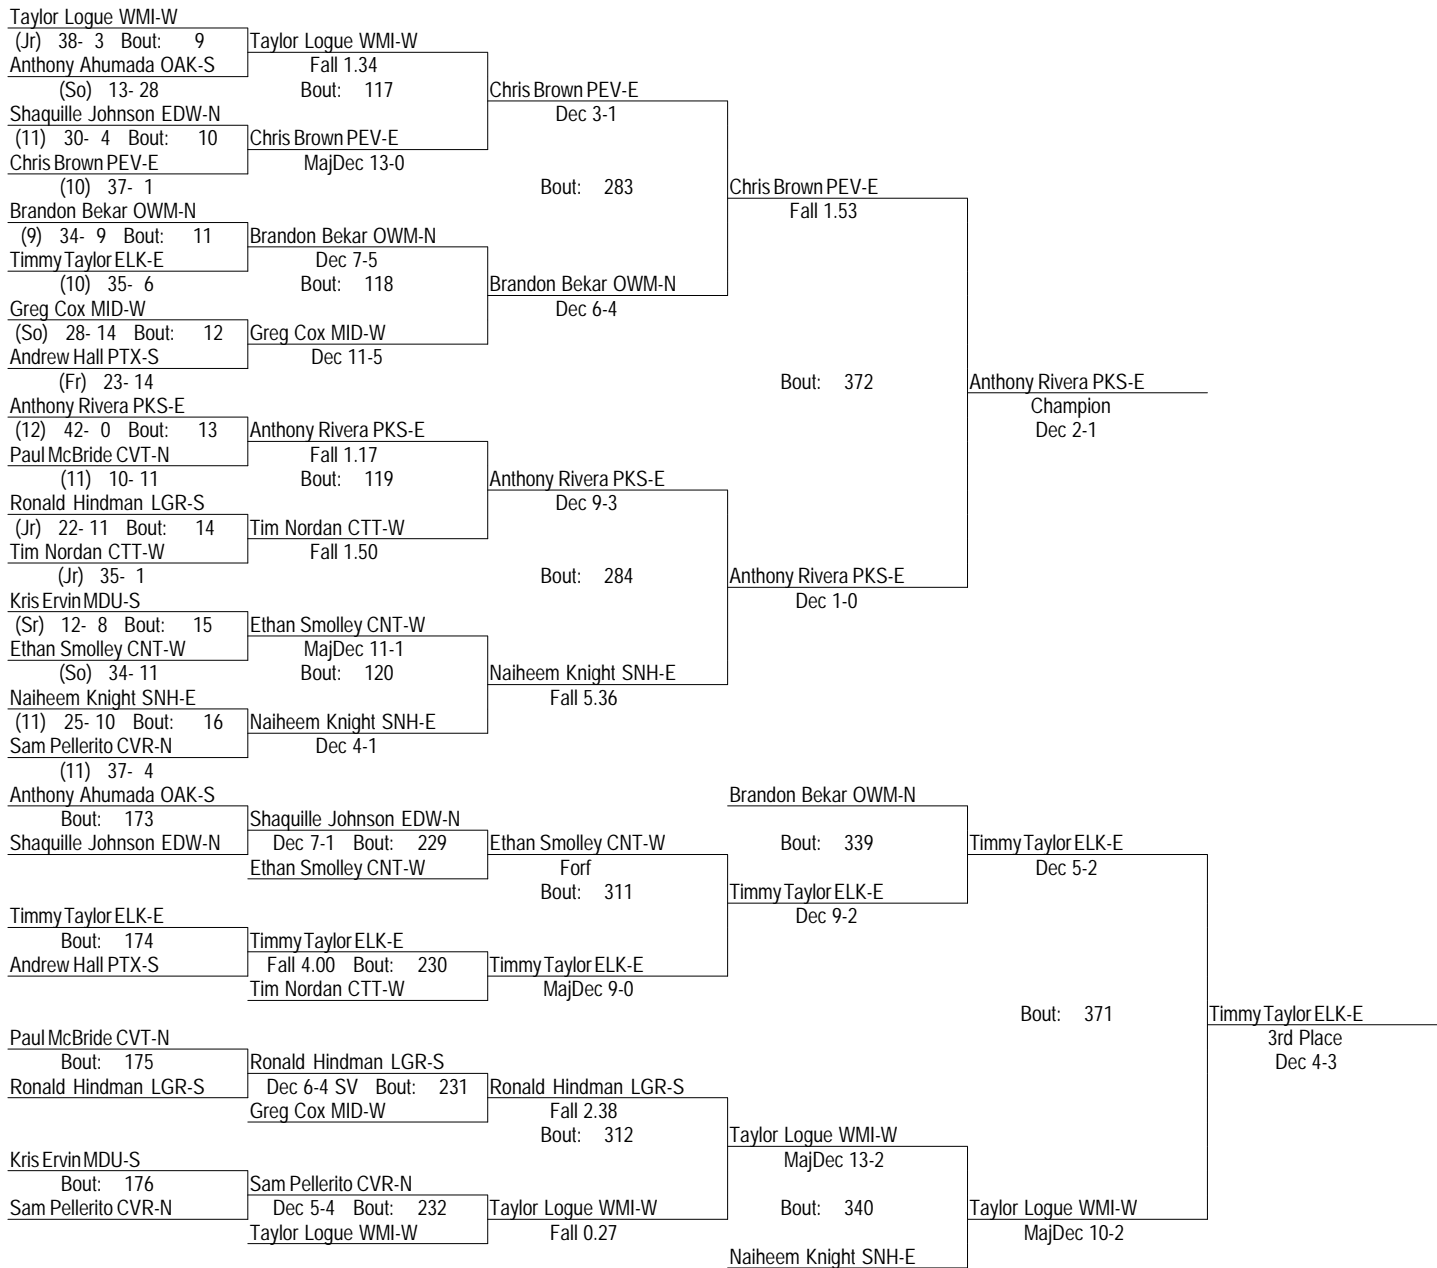 Taylor Logue WMI-W
(Jr) 38- 3 Bout: 9 Taylor Logue WMI-W
Anthony Ahumada OAK-S Fall 1.34
(So) 13- 28 Bout: 117 Chris Brown PEV-E
Shaquille Johnson EDW-N Dec 3-1
(11) 30- 4 Bout: 10 Chris Brown PEV-E
Chris Brown PEV-E MajDec 13-0
(10) 37- 1 Bout: 283 Chris Brown PEV-E
Brandon Bekar OWM-N Fall 1.53
(9) 34- 9 Bout: 11 Brandon Bekar OWM-N
Timmy Taylor ELK-E Dec 7-5
(10) 35- 6 Bout: 118 Brandon Bekar OWM-N
Greg Cox MID-W Dec 6-4
(So) 28- 14 Bout: 12 Greg Cox MID-W
Andrew Hall PTX-S Dec 11-5
(Fr) 23- 14 Bout: 372 Anthony Rivera PKS-E
Anthony Rivera PKS-E Champion
(12) 42- 0 Bout: 13 Anthony Rivera PKS-E Dec 2-1
Paul McBride CVT-N Fall 1.17
(11) 10- 11 Bout: 119 Anthony Rivera PKS-E
Ronald Hindman LGR-S Dec 9-3
(Jr) 22- 11 Bout: 14 Tim Nordan CTT-W
Tim Nordan CTT-W Fall 1.50
(Jr) 35- 1 Bout: 284 Anthony Rivera PKS-E
Kris Ervin MDU-S Dec 1-0
(Sr) 12- 8 Bout: 15 Ethan Smolley CNT-W
Ethan Smolley CNT-W MajDec 11-1
(So) 34- 11 Bout: 120 Naiheem Knight SNH-E
Naiheem Knight SNH-E Fall 5.36
(11) 25- 10 Bout: 16 Naiheem Knight SNH-E
Sam Pellerito CVR-N Dec 4-1
(11) 37- 4
Anthony Ahumada OAK-S Brandon Bekar OWM-N
Bout: 173 Shaquille Johnson EDW-N
Shaquille Johnson EDW-N Dec 7-1 Bout: 229 Ethan Smolley CNT-W Bout: 339 Timmy Taylor ELK-E
Ethan Smolley CNT-W Forf Dec 5-2
Bout: 311 Timmy Taylor ELK-E
Timmy Taylor ELK-E Dec 9-2
Bout: 174 Timmy Taylor ELK-E
Andrew Hall PTX-S Fall 4.00 Bout: 230 Timmy Taylor ELK-E
Tim Nordan CTT-W MajDec 9-0
Bout: 371 Timmy Taylor ELK-E
Paul McBride CVT-N 3rd Place
Bout: 175 Ronald Hindman LGR-S Dec 4-3
Ronald Hindman LGR-S Dec 6-4 SV Bout: 231 Ronald Hindman LGR-S
Greg Cox MID-W Fall 2.38
Bout: 312 Taylor Logue WMI-W
Kris Ervin MDU-S MajDec 13-2
Bout: 176 Sam Pellerito CVR-N
Sam Pellerito CVR-N Dec 5-4 Bout: 232 Taylor Logue WMI-W Bout: 340 Taylor Logue WMI-W
Taylor Logue WMI-W Fall 0.27 MajDec 10-2
Naiheem Knight SNH-E